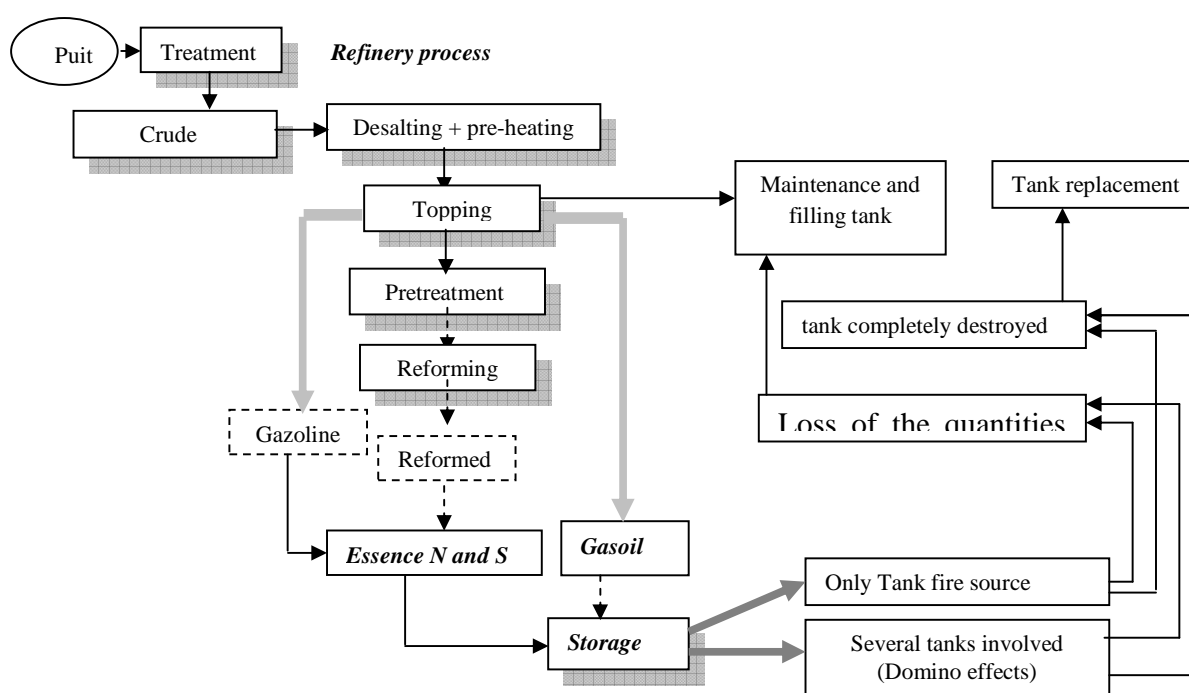 Puit
Treatment
Refinery process
Crude
Desalting + pre-heating
Topping
Maintenance and
filling tank
Tank replacement
Pretreatment
tank completely destroyed
Reforming
Loss of the quantities
Gazoline
Reformed
Essence N and S
Gasoil
Only Tank fire source
Storage
Several tanks involved
(Domino effects)